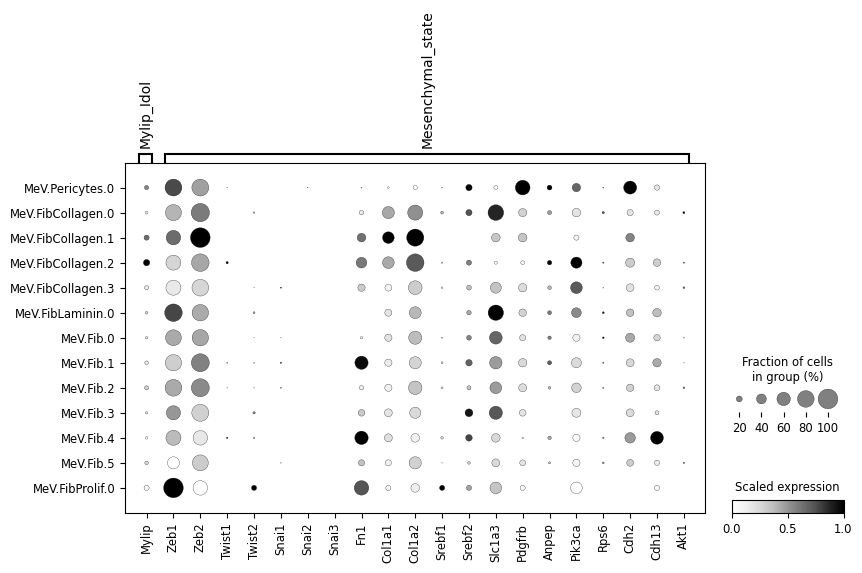 Mylip_Idol
Mesenchymal_state
MeV.Pericytes.0
MeV.FibCollagen.0
MeV.FibCollagen.1
MeV.FibCollagen.2
MeV.FibCollagen.3
MeV.FibLaminin.0
MeV.Fib.0
MeV.Fib.1
MeV.Fib.2
MeV.Fib.3
MeV.Fib.4
MeV.Fib.5
MeV.FibProlif.0
Mylip
Zeb1
Zeb2
Twist1
Twist2
Snai1
Snai2
Snai3
Fn1
Col1a1
Col1a2
Srebf1
Srebf2
Slc1a3
Pdgfrb
Anpep
Pik3ca
Rps6
Cdh2
Cdh13
Akt1
Fraction of cells
in group (%)
20 40 60 80 100
Scaled expression
0.0 0.5 1.0